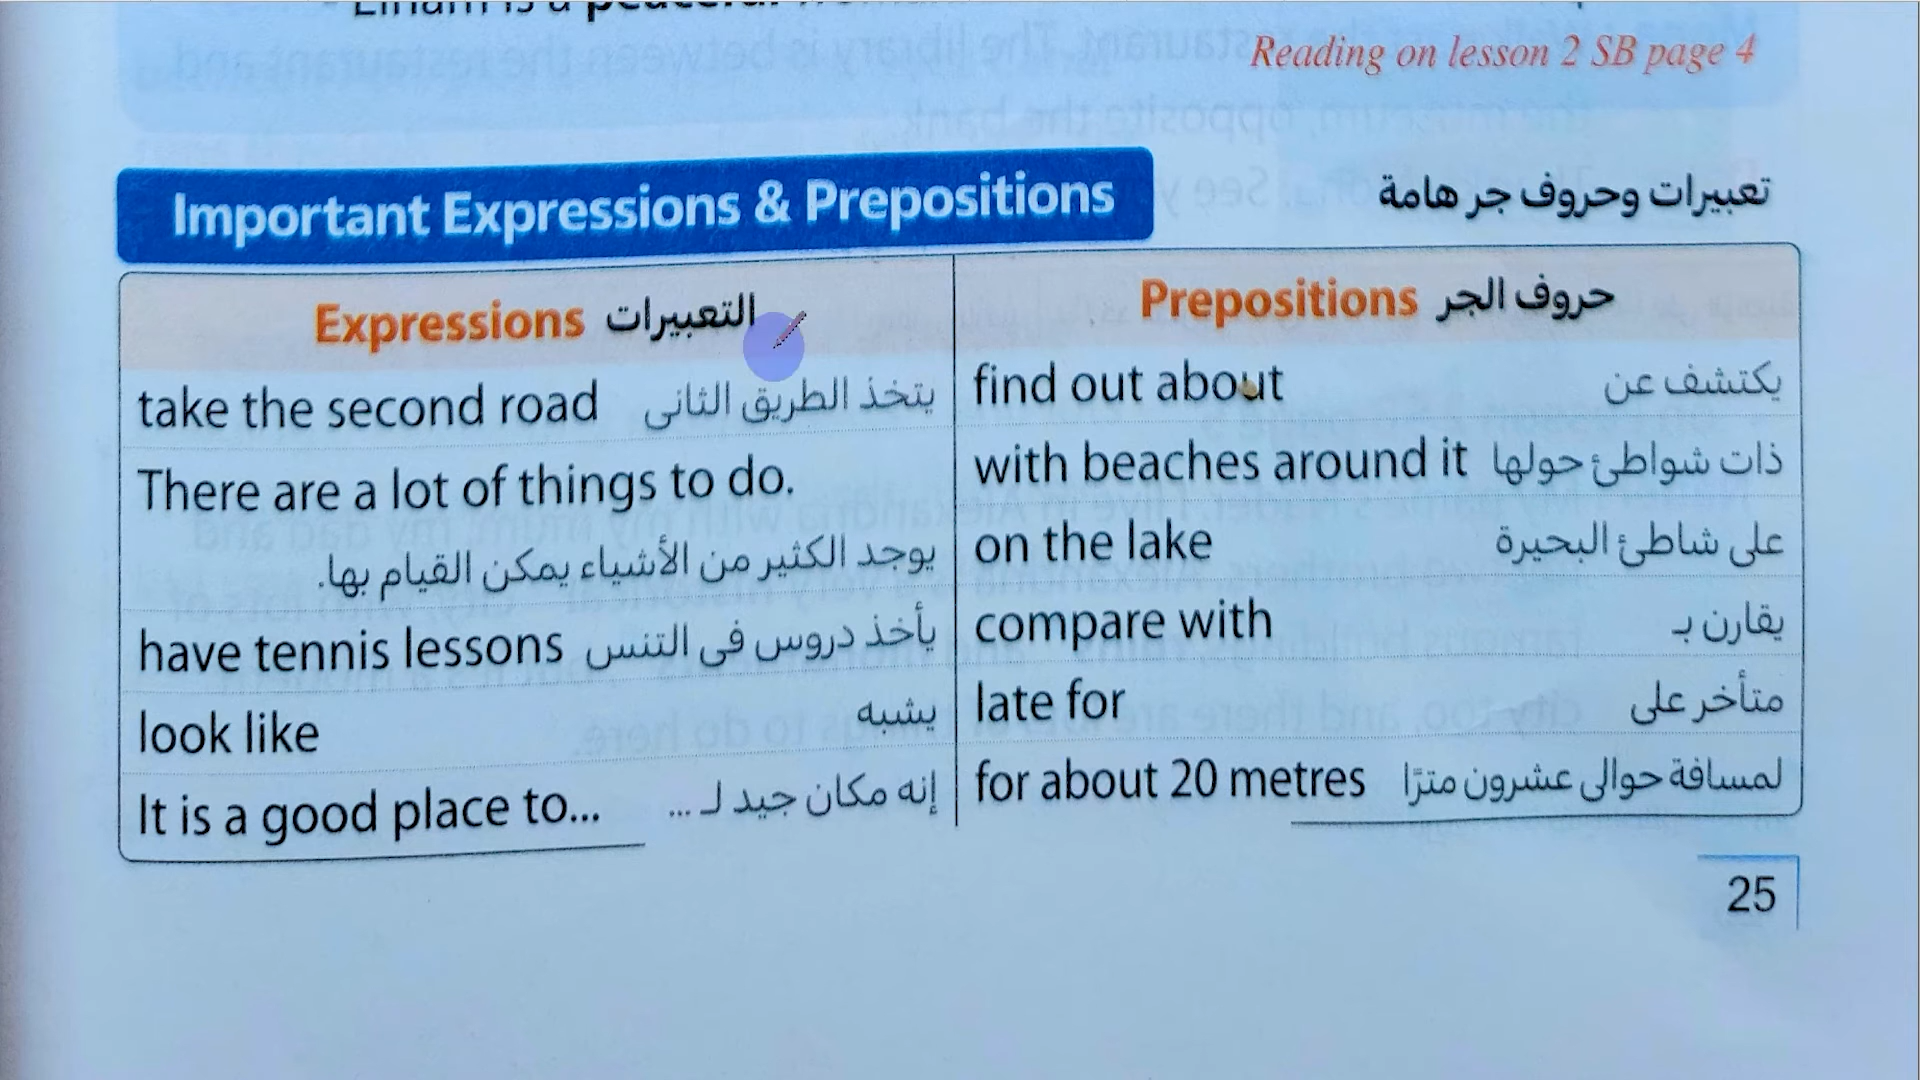 is a
Reading on lesson 2 SB page 4
Important Expressions & Prepositions تعبيرات وحروف جر هامة
Expressions التعبيرات
take the second road يتخذ الطريق الثانى
There are a lot of things to do.
يوجد الكثير من الأشياء يمكن القيام بها.
have tennis lessons يأخذ دروس فى التنس
look like يشبه
It is a good place to... إنه مكان جيد لـ ...
Prepositions حروف الجر
find out about يكتشف عن
with beaches around it ذات شواطئ حولها
on the lake على شاطئ البحيرة
compare with يقارن بـ
late for متأخر على
for about 20 metres لمسافة حوالى عشرون مترًا
25